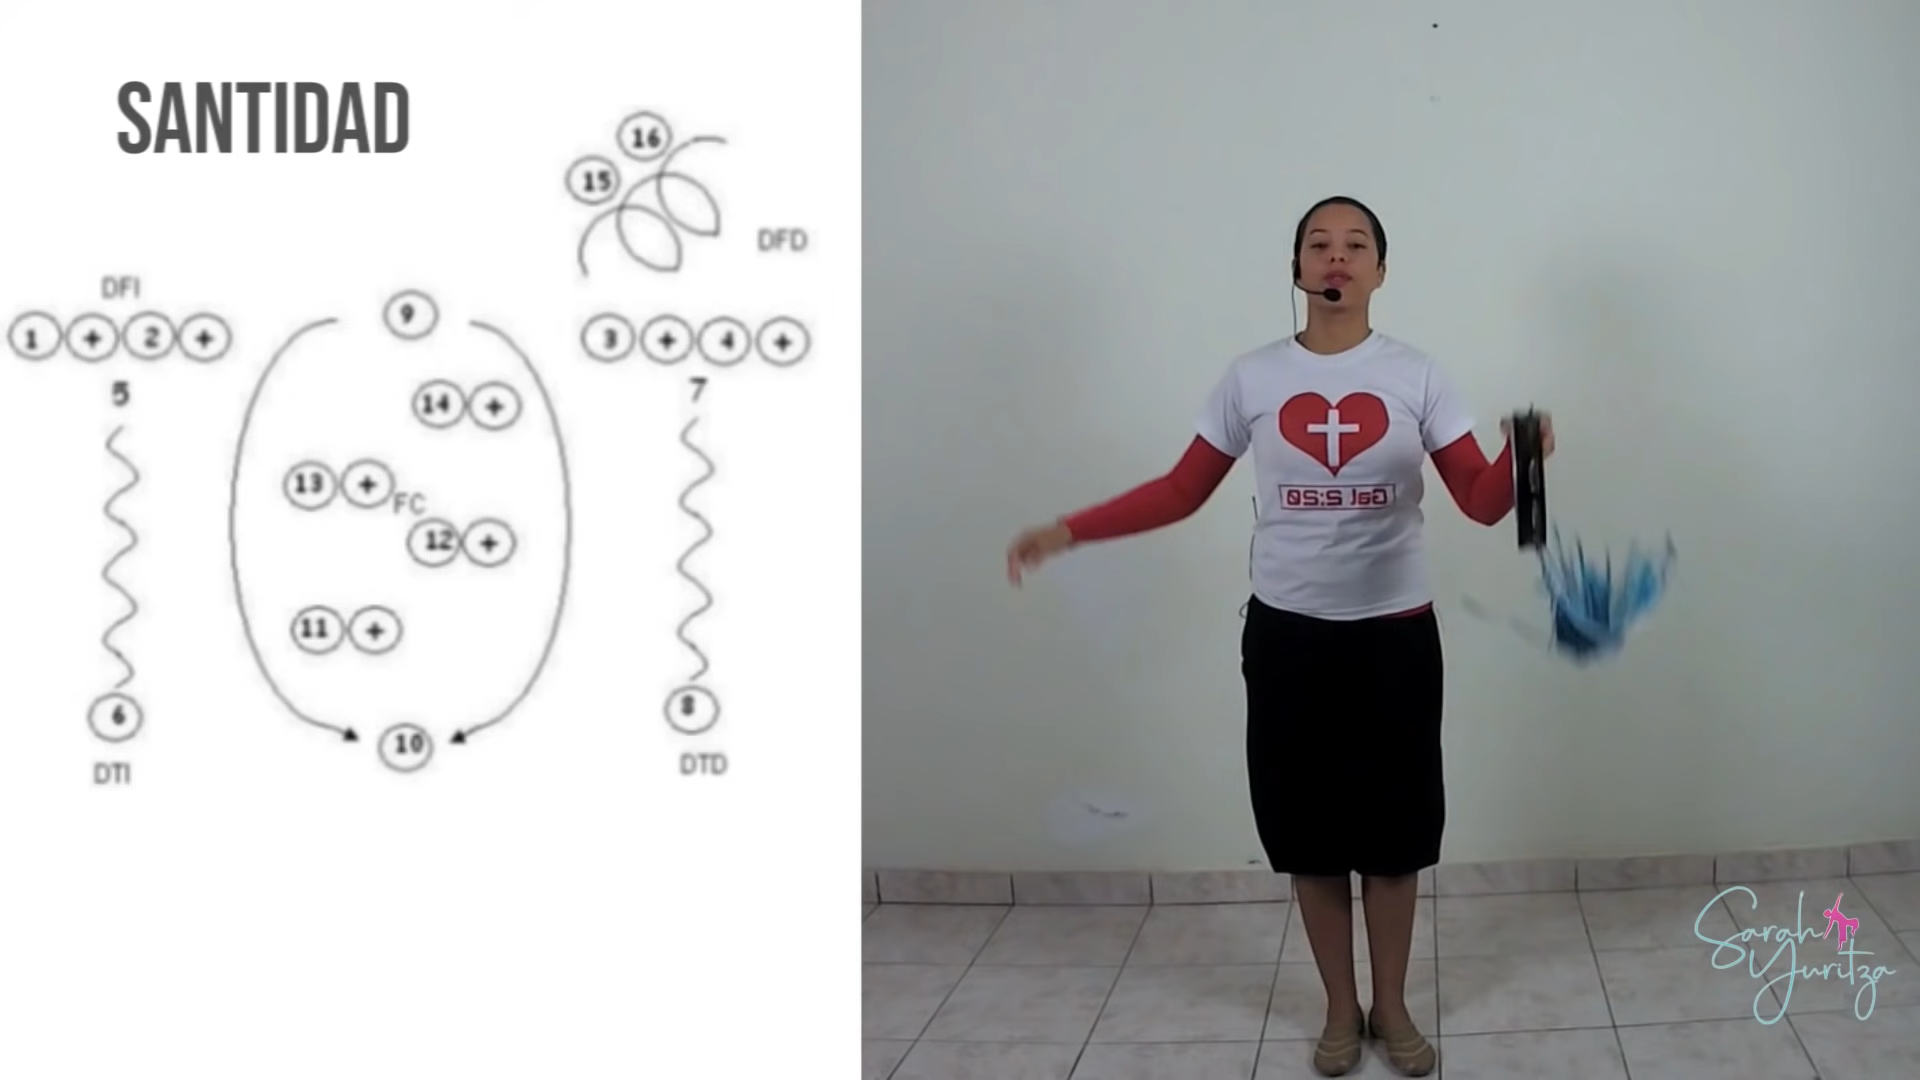 SANTIDAD
16
15
DFD
DFI
9
1 + 2 +
3 + 4 +
5
7
14 +
13 +
FC
12 +
11 +
6
8
10
DTI
DTD
Gal 2:20
Sarah
Yuritza